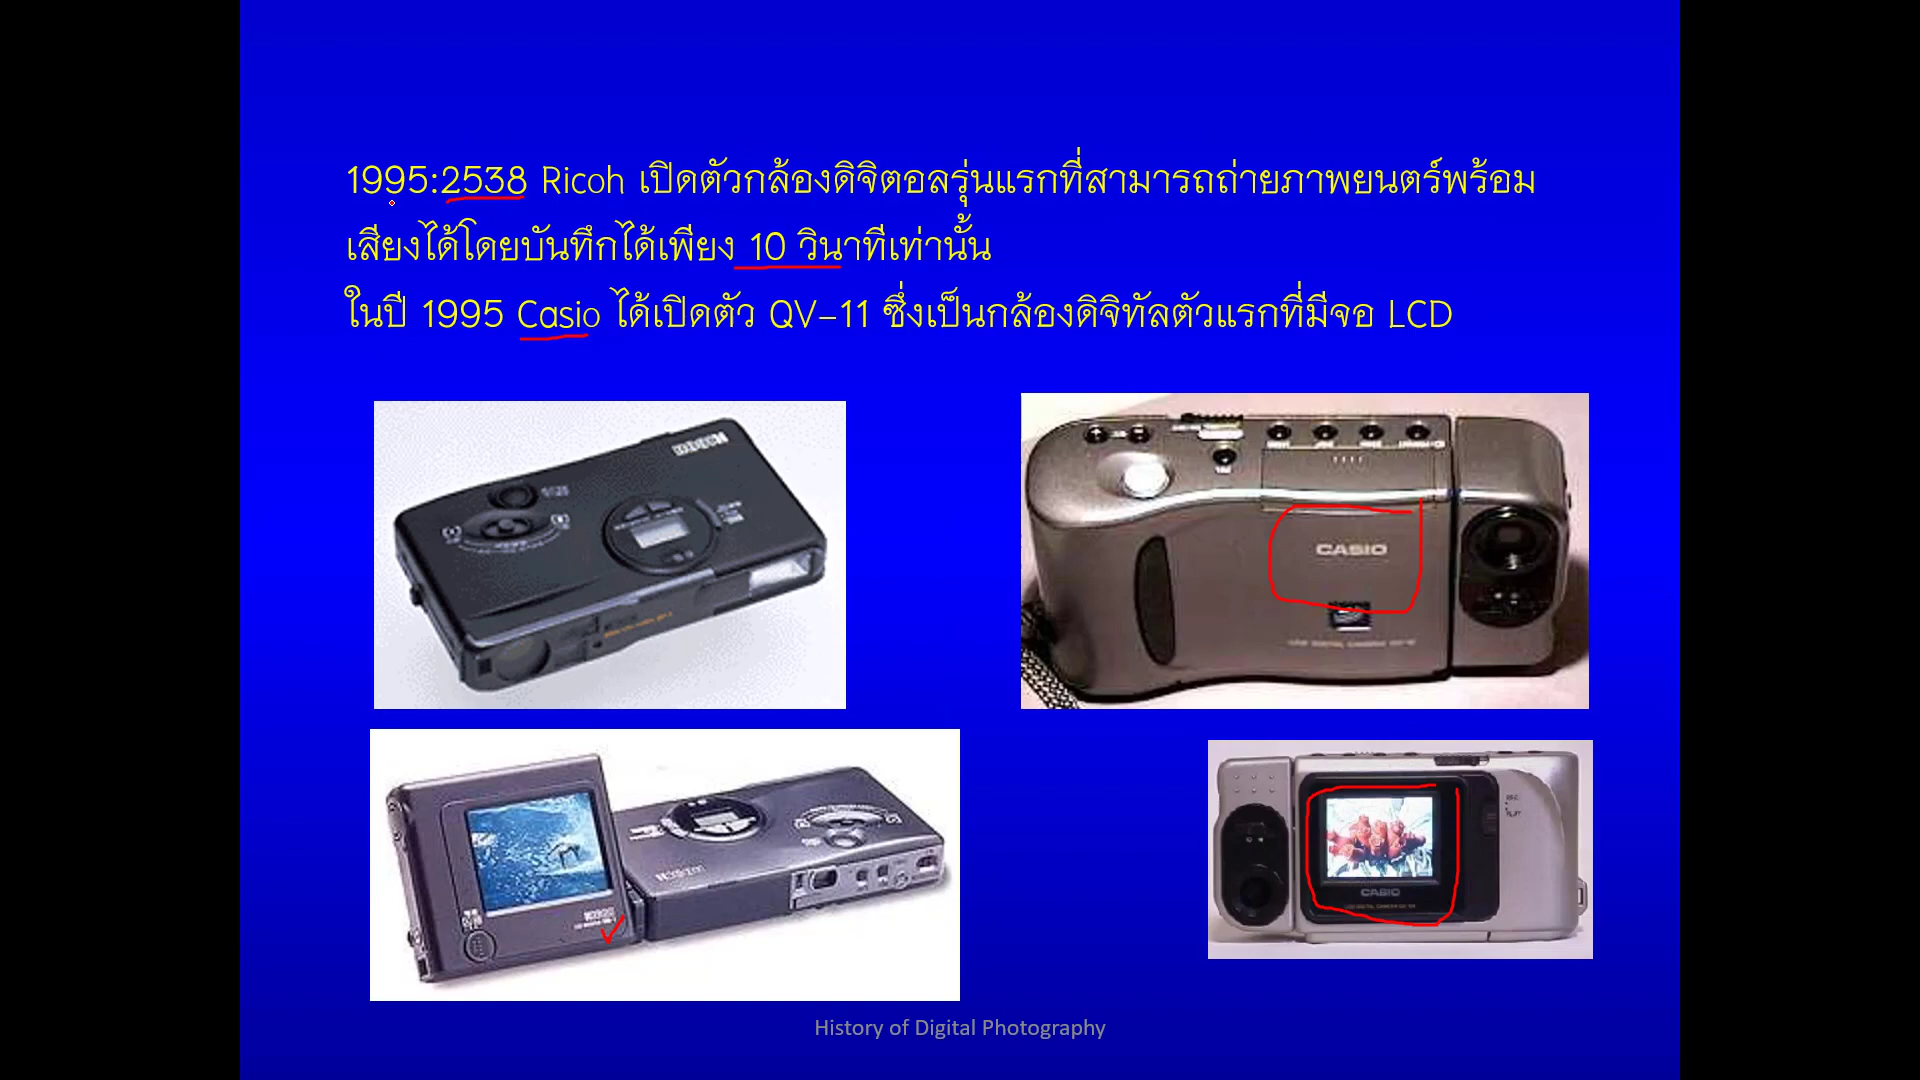 1995:2538 Ricoh เปิดตัวกล้องดิจิตอลรุ่นแรกที่สามารถถ่ายภาพยนตร์พร้อม
เสียงได้โดยบันทึกได้เพียง 10 วินาทีเท่านั้น
ในปี 1995 Casio ได้เปิดตัว QV-11 ซึ่งเป็นกล้องดิจิทัลตัวแรกที่มีจอ LCD
CASIO
CASIO
History of Digital Photography